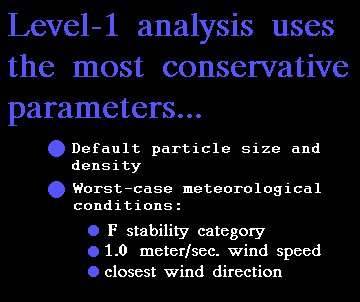 Level-1 analysis uses
the most conservative
parameters...
Default particle size and
density
Worst-case meteorological
conditions:
F stability category
1.0 meter/sec. wind speed
closest wind direction